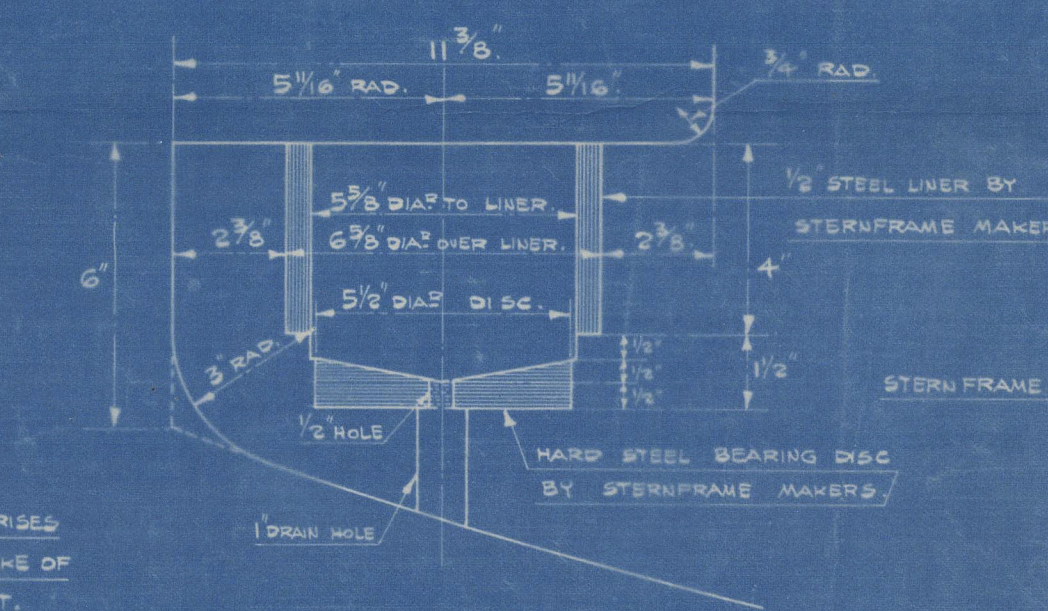 11 3/8"
5 11/16" RAD. 5 11/16"
3/4" RAD
5 5/8" DIAR TO LINER.
6 5/8" DIAR OVER LINER.
2 3/8" 2 3/8"
1/2" STEEL LINER BY
STERNFRAME MAKER
6"
4"
5 1/2" DIAR DISC.
3" RAD.
1/2"
1/2"
1/2"
1 1/2"
STERNFRAME
1/2" HOLE
HARD STEEL BEARING DISC
BY STERNFRAME MAKERS.
1" DRAIN HOLE
RISES
KE OF
T.